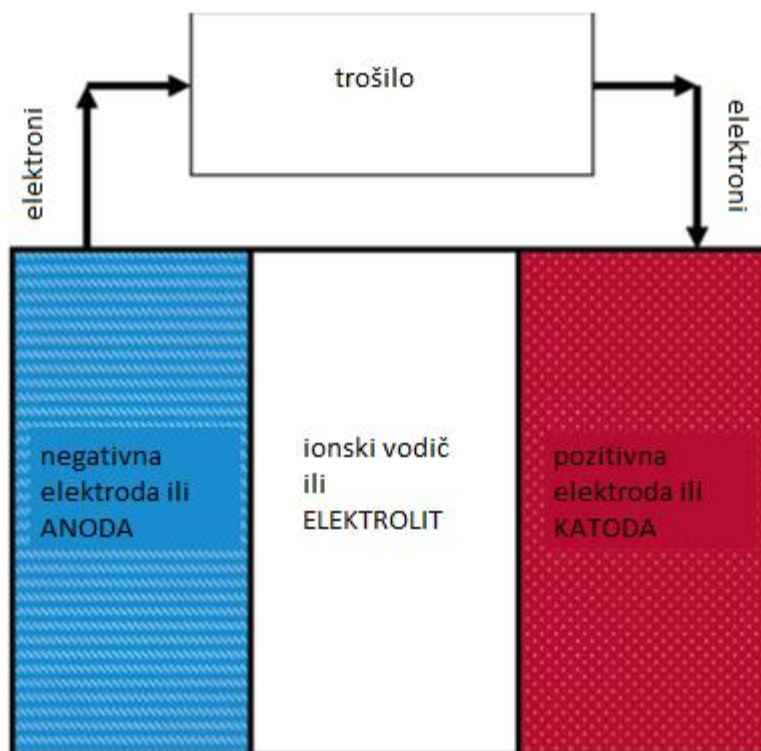 trošilo
elektroni
elektroni
negativna
elektroda ili
ANODA
ionski vodič
ili
ELEKTROLIT
pozitivna
elektroda ili
KATODA